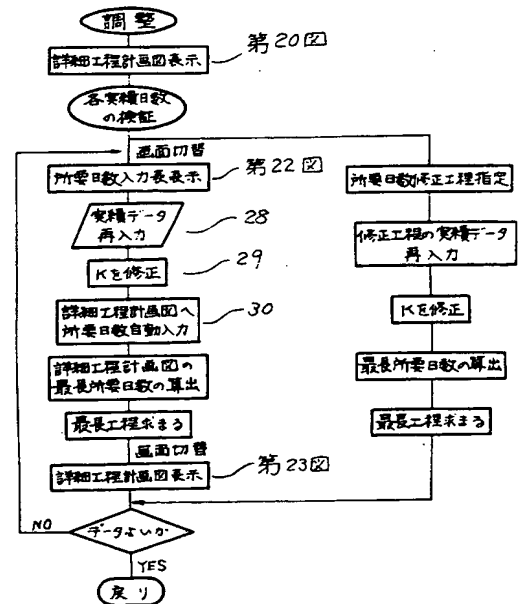 調整
第20図
詳細工程計画図表示
各実績日数
の検証
画面切替
所要日数入力表表示
第22図
実績データ
再入力
28
Kを修正
29
詳細工程計画図へ
所要日数自動入力
30
詳細工程計画図の
最長所要日数の算出
最長工程求まる
画面切替
詳細工程計画図表示
第23図
所要日数修正工程指定
修正工程の実績データ
再入力
Kを修正
最長所要日数の算出
最長工程求まる
NO
データよいか
YES
戻り